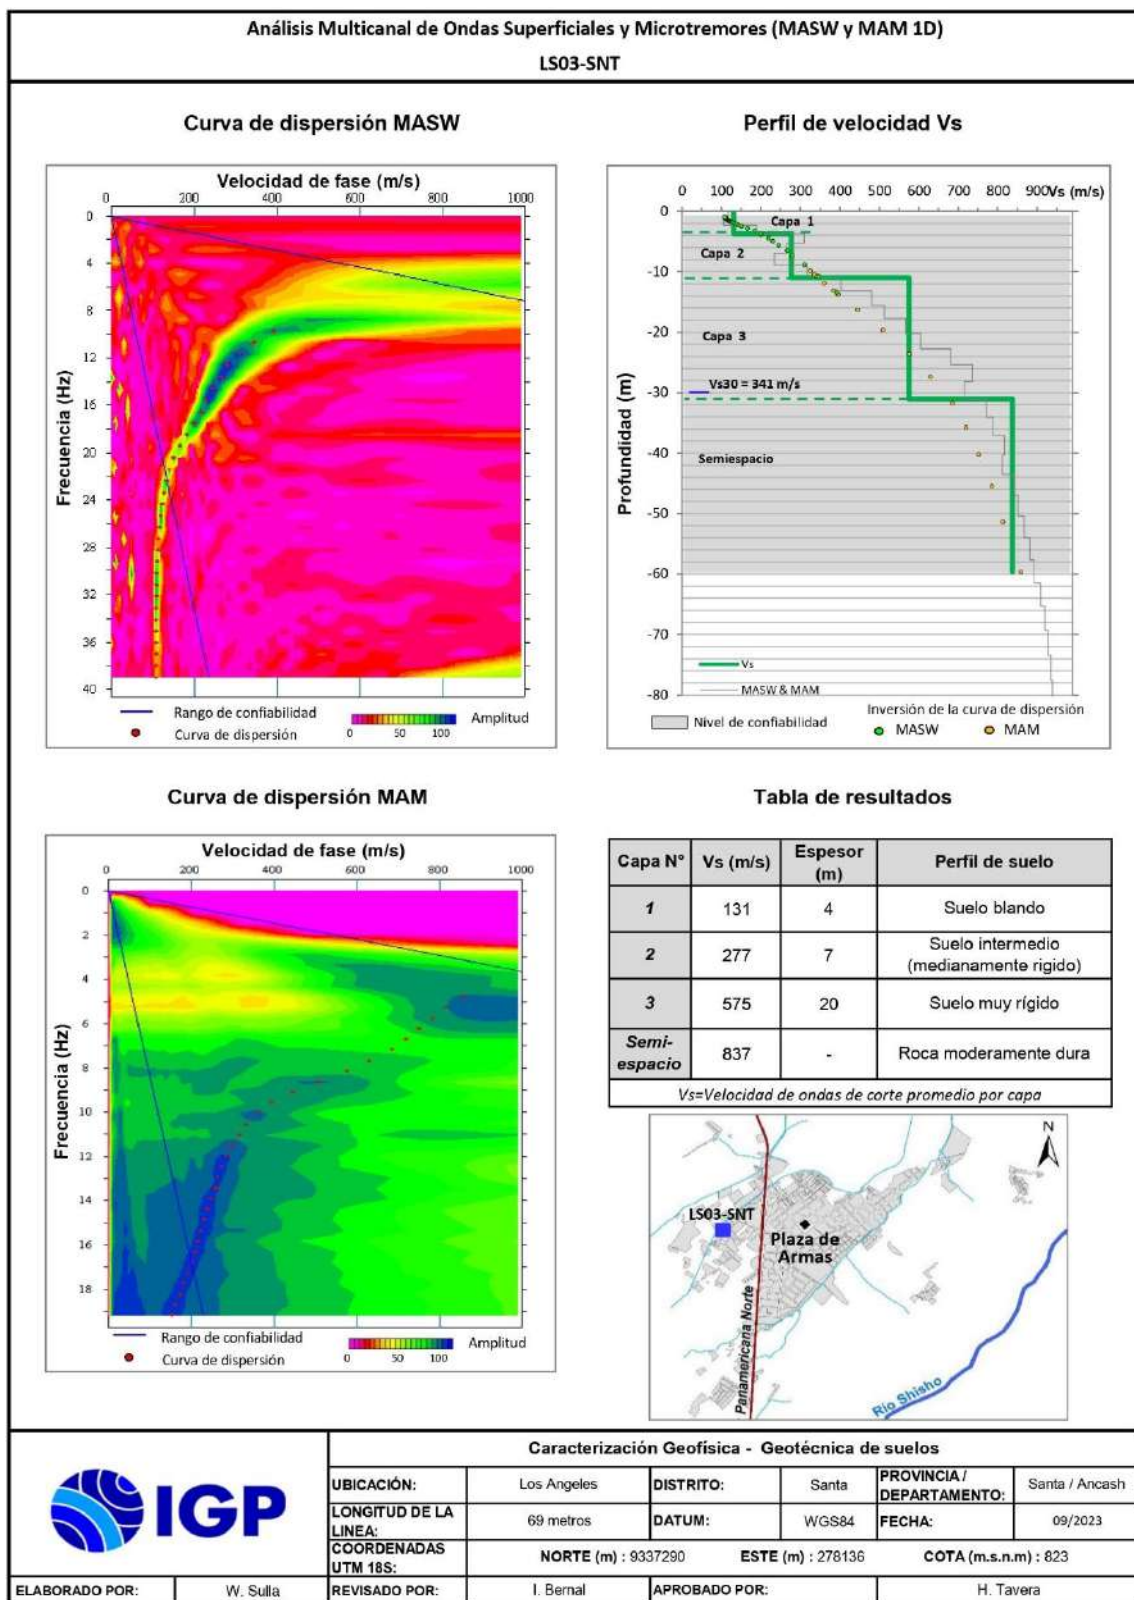 Análisis Multicanal de Ondas Superficiales y Microtremores (MASW y MAM 1D)
LS03-SNT
Curva de dispersión MASW
Velocidad de fase (m/s)
0 200 400 600 800 1000
Frecuencia (Hz)
0
4
8
12
16
20
24
28
32
36
40
Rango de confiabilidad
Curva de dispersión
0 50 100
Amplitud
Perfil de velocidad Vs
0 100 200 300 400 500 600 700 800 900 Vs (m/s)
Profundidad (m)
0
-10
-20
-30
-40
-50
-60
-70
-80
Capa 1
Capa 2
Capa 3
Vs30 = 341 m/s
Semiespacio
Vs
MASW & MAM
Nivel de confiabilidad
Inversión de la curva de dispersión
MASW MAM
Curva de dispersión MAM
Velocidad de fase (m/s)
0 200 400 600 800 1000
Frecuencia (Hz)
0
2
4
6
8
10
12
14
16
18
Rango de confiabilidad
Curva de dispersión
0 50 100
Amplitud
Tabla de resultados
Capa N° Vs (m/s) Espesor (m) Perfil de suelo
1 131 4 Suelo blando
2 277 7 Suelo intermedio (medianamente rigido)
3 575 20 Suelo muy rígido
Semi-espacio 837 - Roca moderamente dura
Vs=Velocidad de ondas de corte promedio por capa
N
LS03-SNT
Plaza de
Armas
Panamericana Norte
Río Shisho
IGP
Caracterización Geofísica - Geotécnica de suelos
UBICACIÓN: Los Angeles DISTRITO: Santa PROVINCIA / DEPARTAMENTO: Santa / Ancash
LONGITUD DE LA LINEA: 69 metros DATUM: WGS84 FECHA: 09/2023
COORDENADAS UTM 18S: NORTE (m) : 9337290 ESTE (m) : 278136 COTA (m.s.n.m) : 823
ELABORADO POR: W. Sulla REVISADO POR: I. Bernal APROBADO POR: H. Tavera